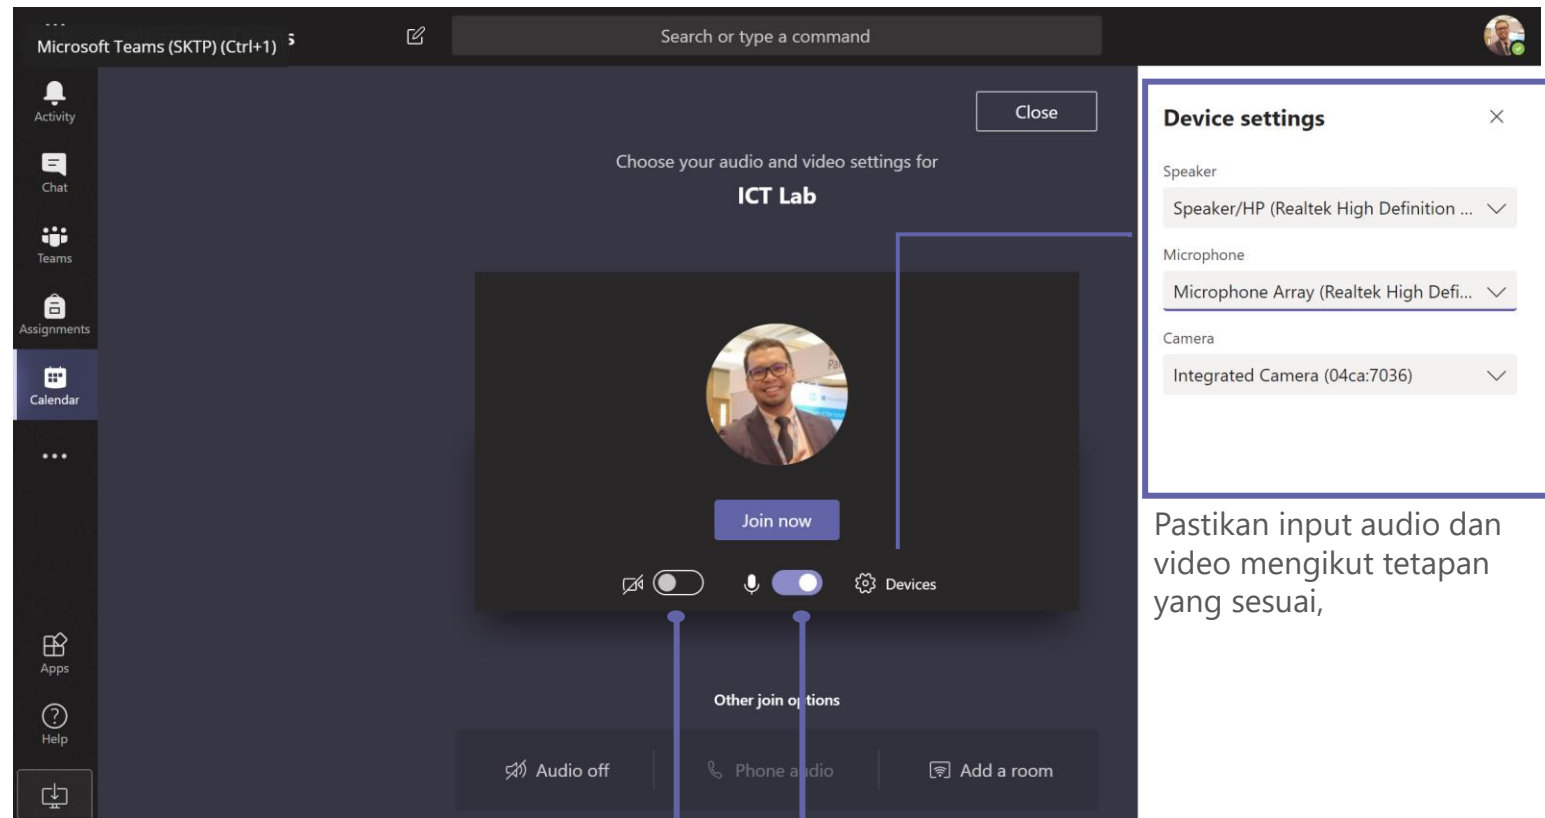 Microsoft Teams (SKTP) (Ctrl+1)
Search or type a command
Activity
Chat
Teams
Assignments
Calendar
Apps
Help
Close
Choose your audio and video settings for
ICT Lab
Join now
Devices
Other join options
Audio off
Phone audio
Add a room
Device settings
Speaker
Speaker/HP (Realtek High Definition ...
Microphone
Microphone Array (Realtek High Defi...
Camera
Integrated Camera (04ca:7036)
Pastikan input audio dan
video mengikut tetapan
yang sesuai,